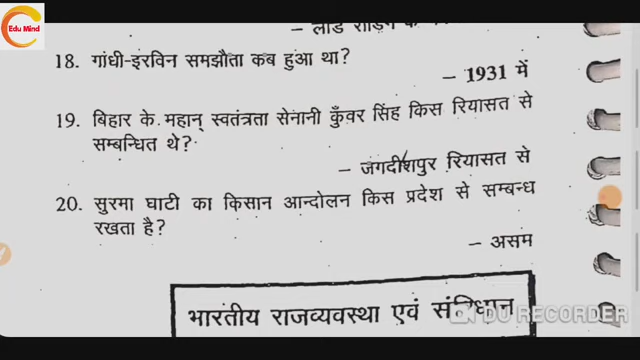 Edu Mind
18. गांधी-इरविन समझौता कब हुआ था?
– 1931 में
19. बिहार के महान् स्वतंत्रता सेनानी कुँवर सिंह किस रियासत से
सम्बन्धित थे?
– जगदीशपुर रियासत से
20. सुरमा घाटी का किसान आन्दोलन किस प्रदेश से सम्बन्ध
रखता है?
– असम
भारतीय राजव्यवस्था एवं संविधान
DU RECORDER